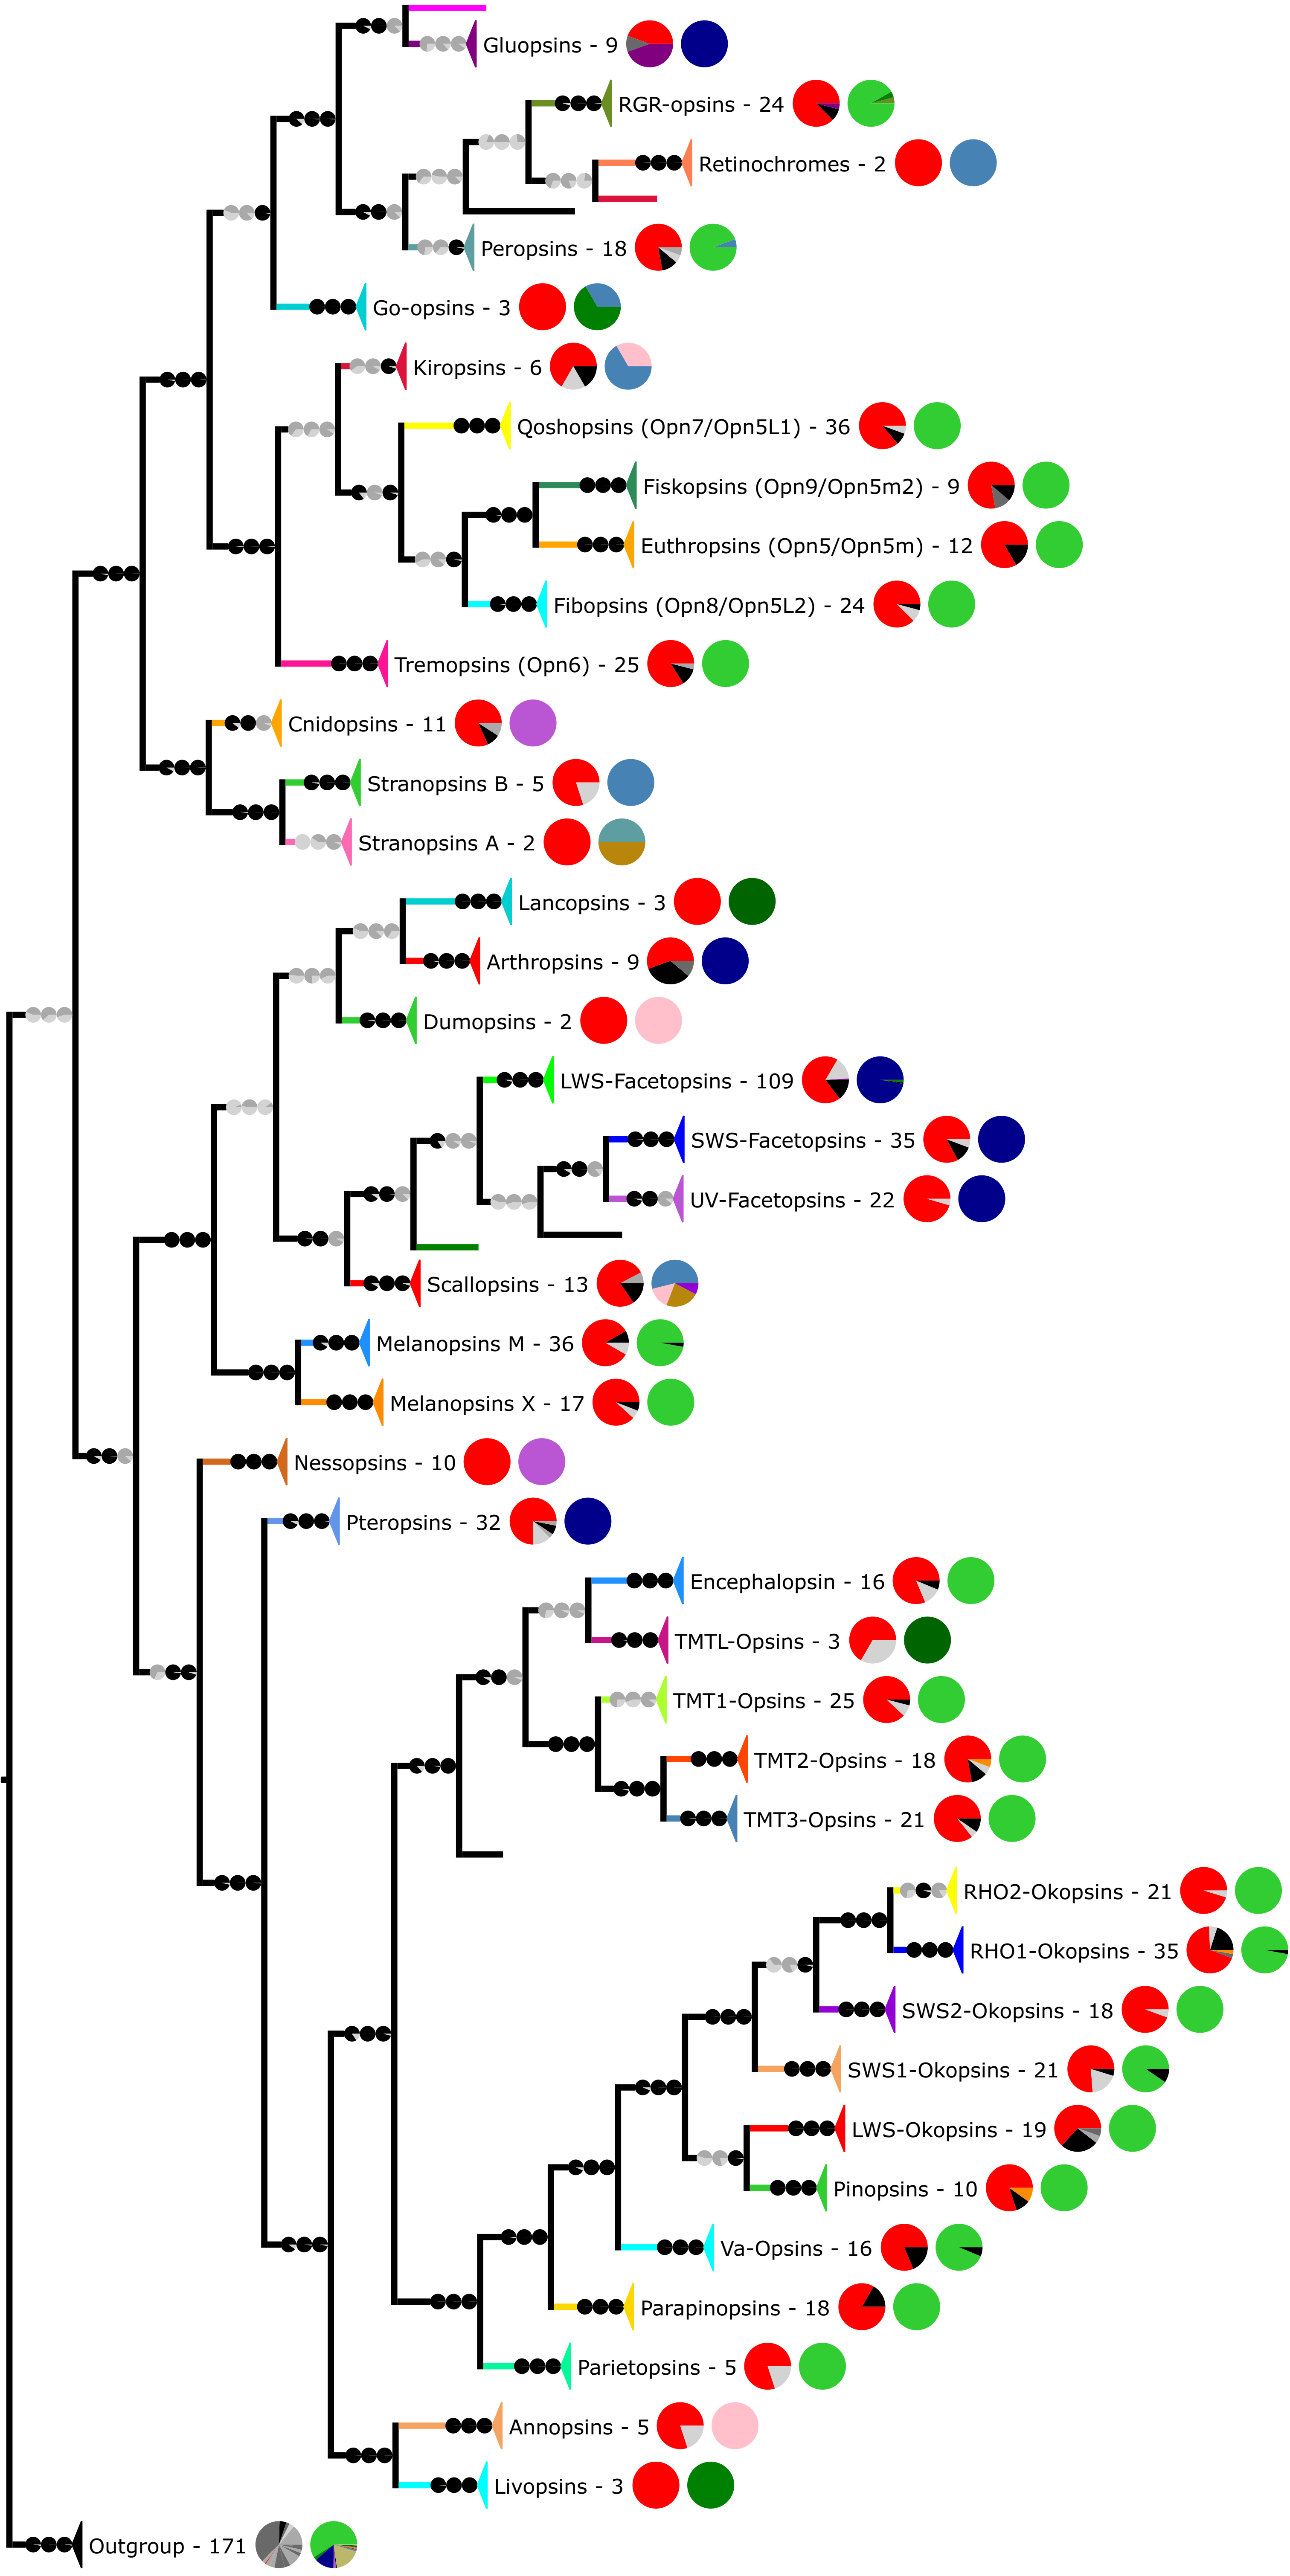 Gluopsins - 9
RGR-opsins - 24
Retinochromes - 2
Peropsins - 18
Go-opsins - 3
Kiropsins - 6
Qoshopsins (Opn7/Opn5L1) - 36
Fiskopsins (Opn9/Opn5m2) - 9
Euthropsins (Opn5/Opn5m) - 12
Fibopsins (Opn8/Opn5L2) - 24
Tremopsins (Opn6) - 25
Cnidopsins - 11
Stranopsins B - 5
Stranopsins A - 2
Lancopsins - 3
Arthropsins - 9
Dumopsins - 2
LWS-Facetopsins - 109
SWS-Facetopsins - 35
UV-Facetopsins - 22
Scallopsins - 13
Melanopsins M - 36
Melanopsins X - 17
Nessopsins - 10
Pteropsins - 32
Encephalopsin - 16
TMTL-Opsins - 3
TMT1-Opsins - 25
TMT2-Opsins - 18
TMT3-Opsins - 21
RHO2-Okopsins - 21
RHO1-Okopsins - 35
SWS2-Okopsins - 18
SWS1-Okopsins - 21
LWS-Okopsins - 19
Pinopsins - 10
Va-Opsins - 16
Parapinopsins - 18
Parietopsins - 5
Annopsins - 5
Livopsins - 3
Outgroup - 171